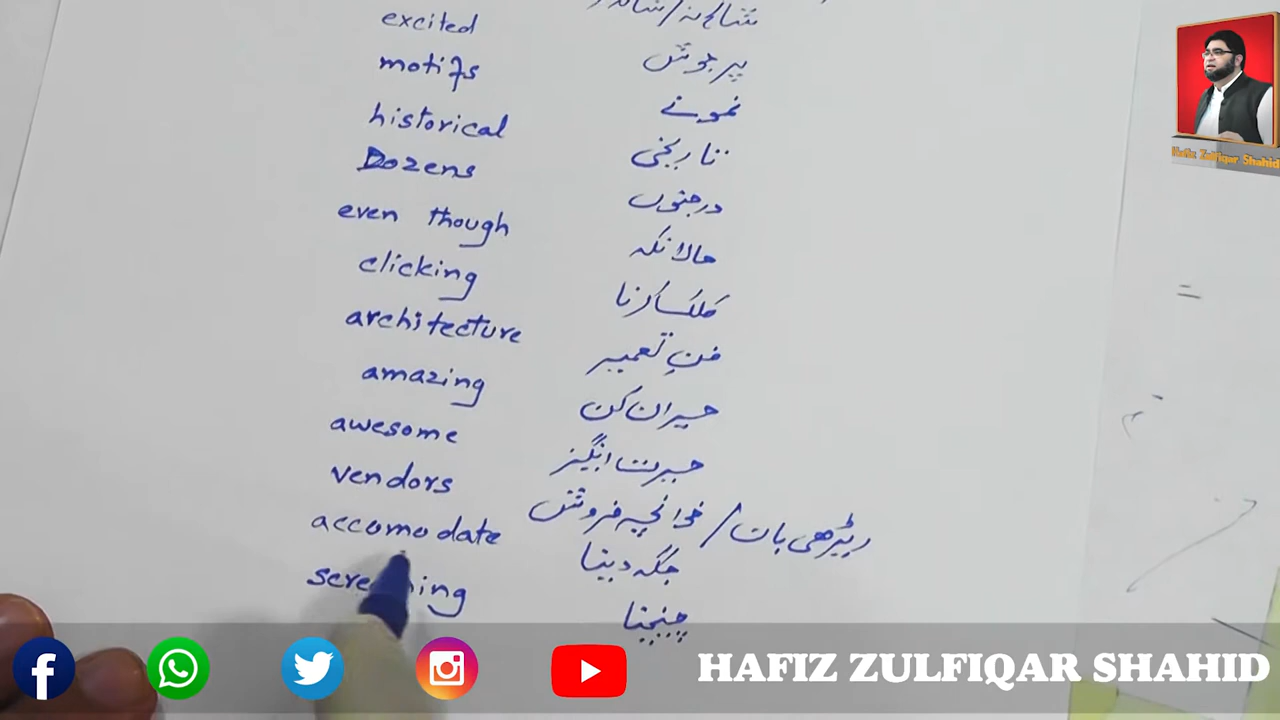 excited پرجوش
motifs نمونے
historical تاریخی
Dozens درجنوں
even though حالانکہ
clicking کلک کرنا
architecture فنِ تعمیر
amazing حیران کن
awesome حیرت انگیز
vendors ریڑھی بان / خوانچہ فروش
accomodate جگہ دینا
چیخنا
Hafiz Zulfiqar Shahid
HAFIZ ZULFIQAR SHAHID